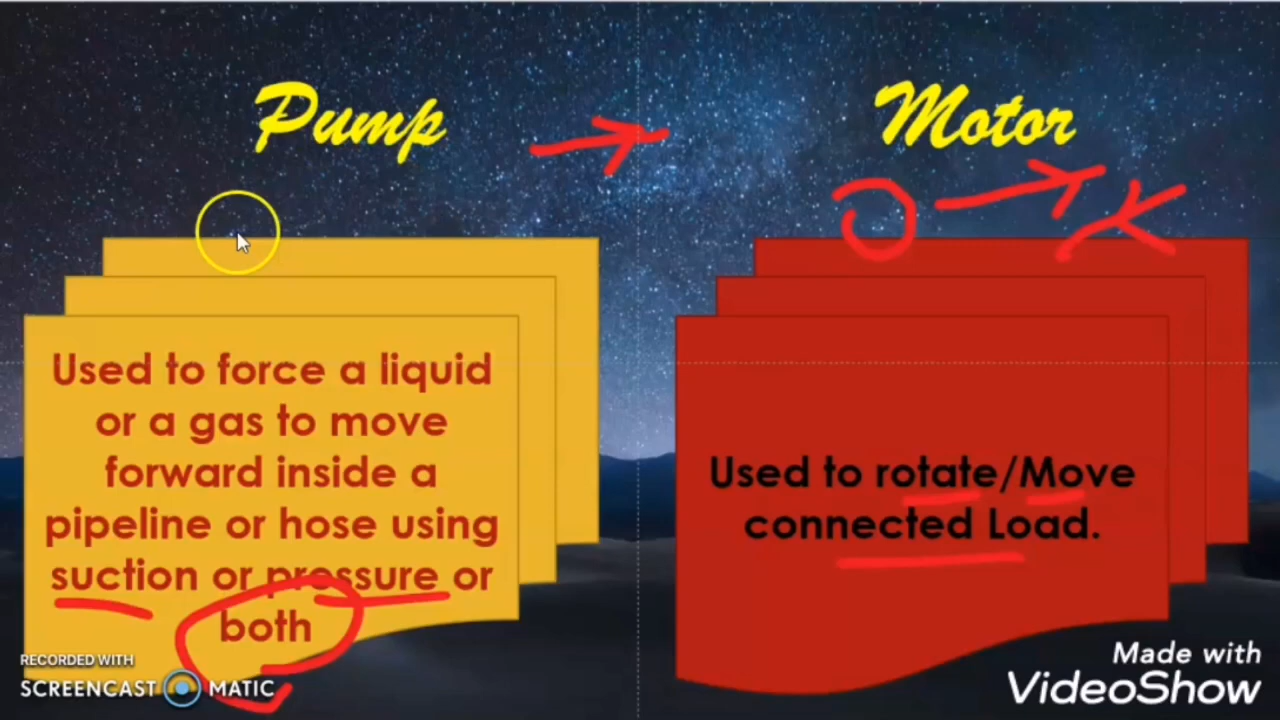 Pump
Motor
Used to force a liquid
or a gas to move
forward inside a
pipeline or hose using
suction or pressure or
both
Used to rotate/Move
connected Load.
RECORDED WITH
SCREENCAST MATIC
Made with
VideoShow